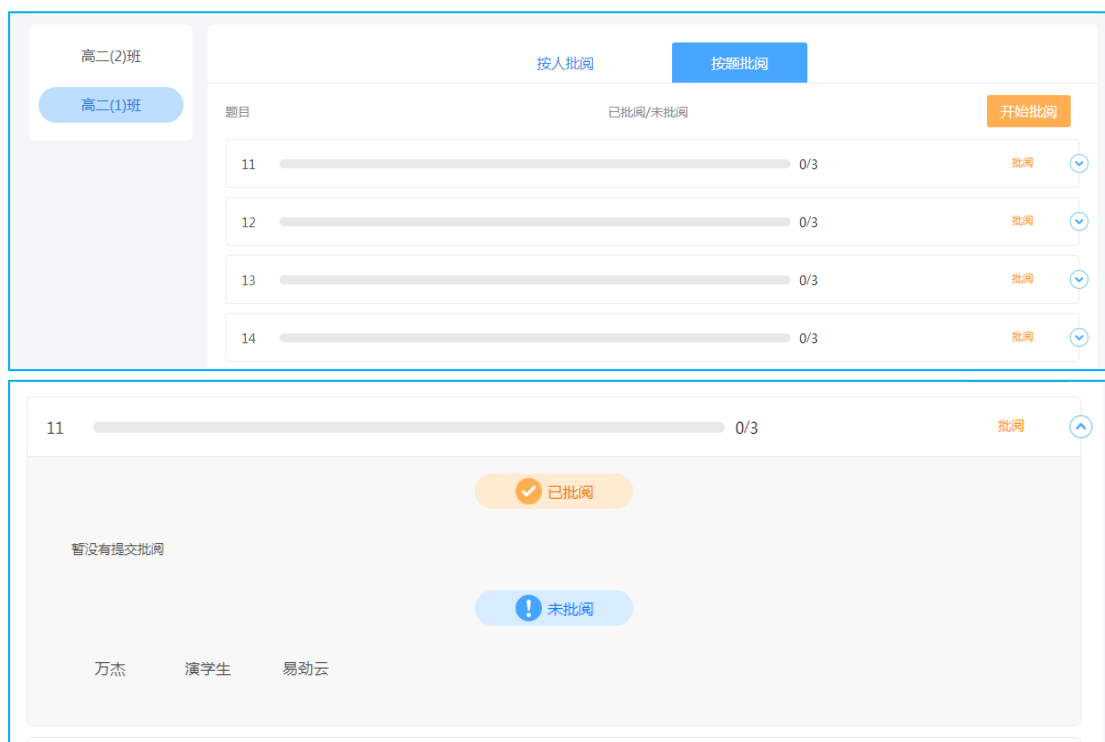 高二(2)班
高二(1)班
按人批阅 按题批阅
题目 已批阅/未批阅 开始批阅
11 0/3 批阅
12 0/3 批阅
13 0/3 批阅
14 0/3 批阅
11 0/3 批阅
已批阅
暂没有提交批阅
未批阅
万杰 演学生 易劲云